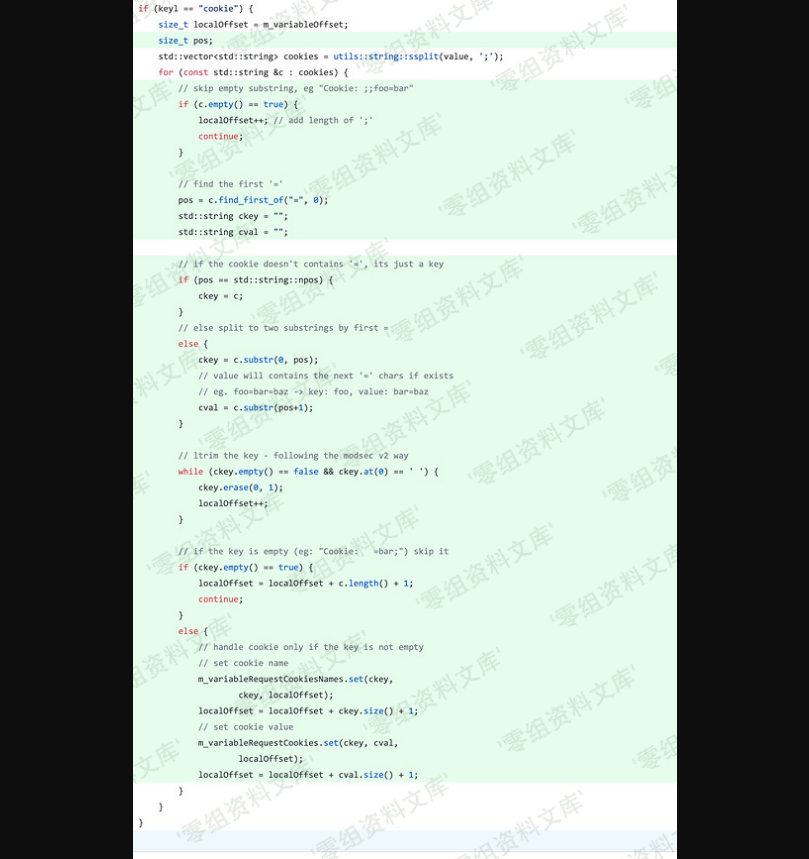 if (keyl == "cookie") {
    size_t localOffset = m_variableOffset;
    size_t pos;
    std::vector<std::string> cookies = utils::string::ssplit(value, ';');
    for (const std::string &c : cookies) {
        // skip empty substring, eg "Cookie: ;;foo=bar"
        if (c.empty() == true) {
            localOffset++; // add length of ';'
            continue;
        }

        // find the first '='
        pos = c.find_first_of("=", 0);
        std::string ckey = "";
        std::string cval = "";

        // if the cookie doesn't contains '=', its just a key
        if (pos == std::string::npos) {
            ckey = c;
        }
        // else split to two substrings by first =
        else {
            ckey = c.substr(0, pos);
            // value will contains the next '=' chars if exists
            // eg. foo=bar=baz -> key: foo, value: bar=baz
            cval = c.substr(pos+1);
        }

        // ltrim the key - following the modsec v2 way
        while (ckey.empty() == false && ckey.at(0) == ' ') {
            ckey.erase(0, 1);
            localOffset++;
        }

        // if the key is empty (eg: "Cookie:   =bar;") skip it
        if (ckey.empty() == true) {
            localOffset = localOffset + c.length() + 1;
            continue;
        }
        else {
            // handle cookie only if the key is not empty
            // set cookie name
            m_variableRequestCookiesNames.set(ckey,
                    ckey, localOffset);
            localOffset = localOffset + ckey.size() + 1;
            // set cookie value
            m_variableRequestCookies.set(ckey, cval,
                    localOffset);
            localOffset = localOffset + cval.size() + 1;
        }
    }
}
'零组资料文库'